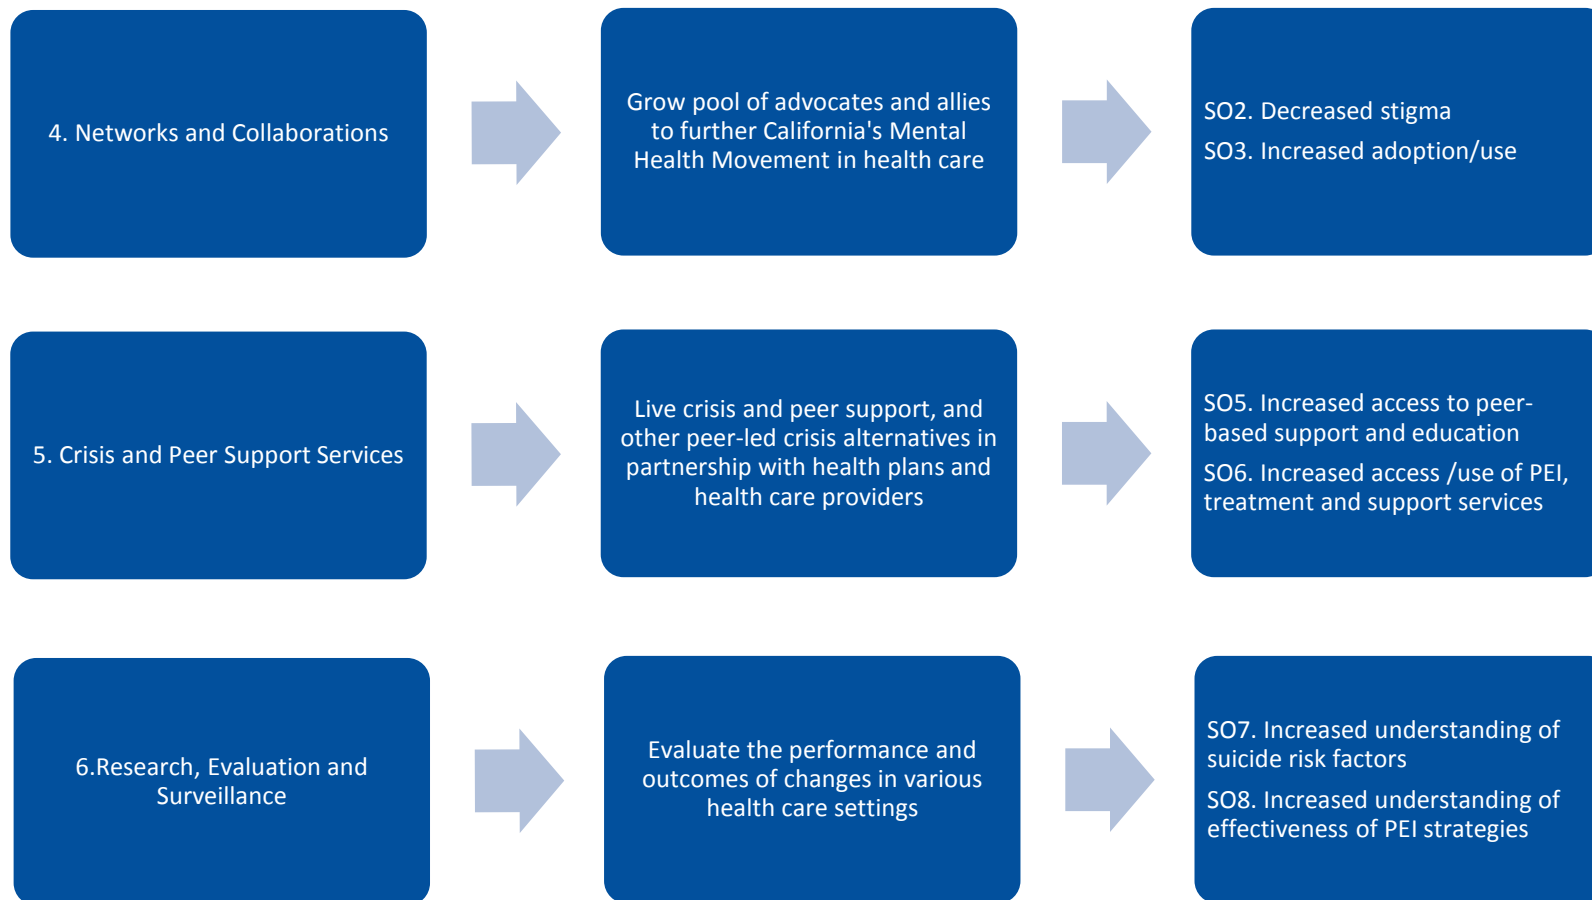 4. Networks and Collaborations
Grow pool of advocates and allies
to further California's Mental
Health Movement in health care
SO2. Decreased stigma
SO3. Increased adoption/use
5. Crisis and Peer Support Services
Live crisis and peer support, and
other peer-led crisis alternatives in
partnership with health plans and
health care providers
SO5. Increased access to peer-
based support and education
SO6. Increased access /use of PEI,
treatment and support services
6.Research, Evaluation and
Surveillance
Evaluate the performance and
outcomes of changes in various
health care settings
SO7. Increased understanding of
suicide risk factors
SO8. Increased understanding of
effectiveness of PEI strategies